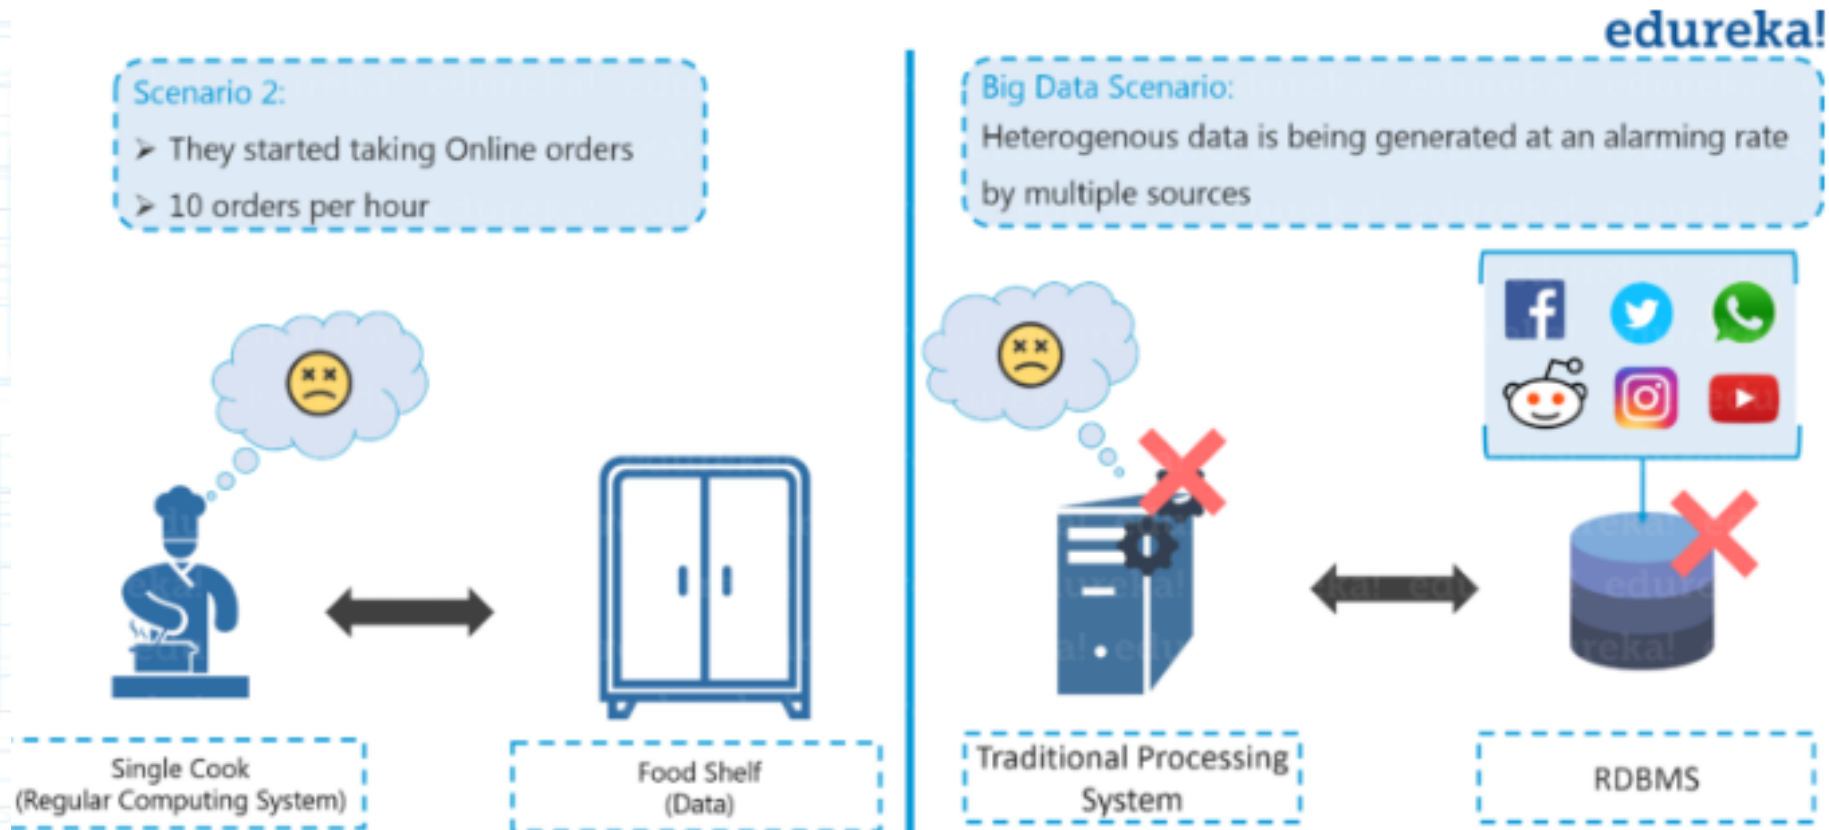 edureka!
Scenario 2:
➢ They started taking Online orders
➢ 10 orders per hour
Single Cook
(Regular Computing System)
Food Shelf
(Data)
Big Data Scenario:
Heterogenous data is being generated at an alarming rate
by multiple sources
Traditional Processing
System
RDBMS